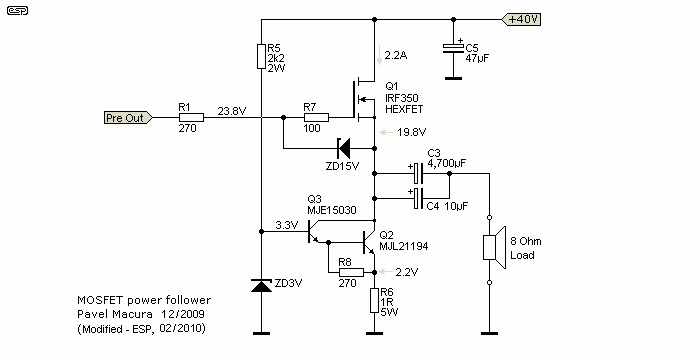 esp
+40V
R5
2k2
2W
2.2A
C5
47µF
+
Q1
IRF350
HEXFET
Pre Out
R1
270
23.8V
R7
100
19.8V
ZD15V
C3
4,700µF
+
+
C4 10µF
Q3
MJE15030
3.3V
Q2
MJL21194
8 Ohm
Load
R8
270
2.2V
ZD3V
R6
1R
5W
MOSFET power follower
Pavel Macura 12/2009
(Modified - ESP, 02/2010)